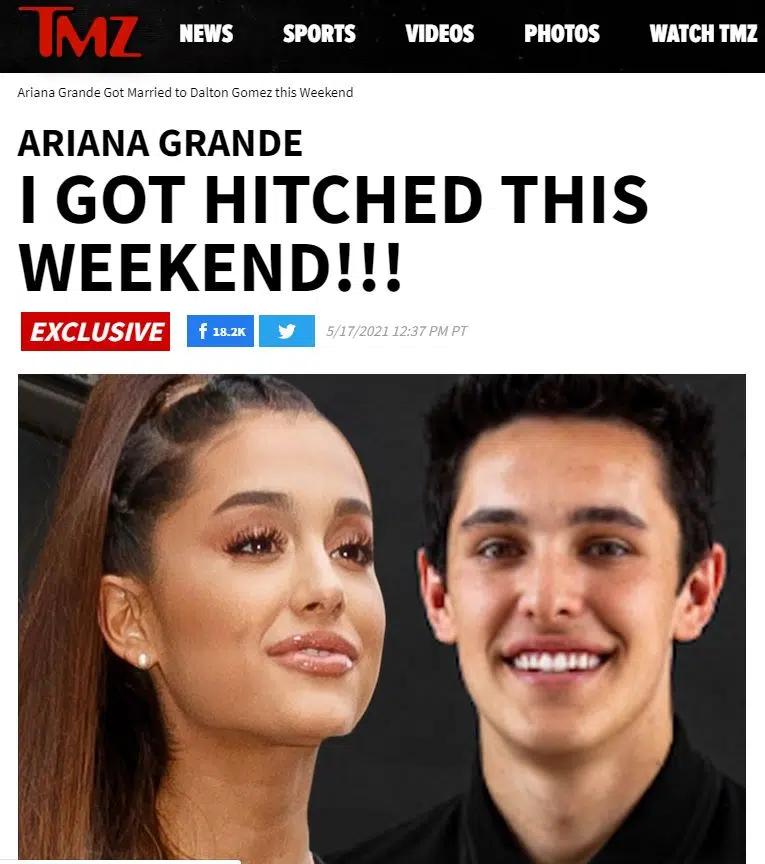 TMZ NEWS SPORTS VIDEOS PHOTOS WATCH TMZ
Ariana Grande Got Married to Dalton Gomez this Weekend
ARIANA GRANDE
I GOT HITCHED THIS
WEEKEND!!!
EXCLUSIVE f 18.2K 5/17/2021 12:37 PM PT